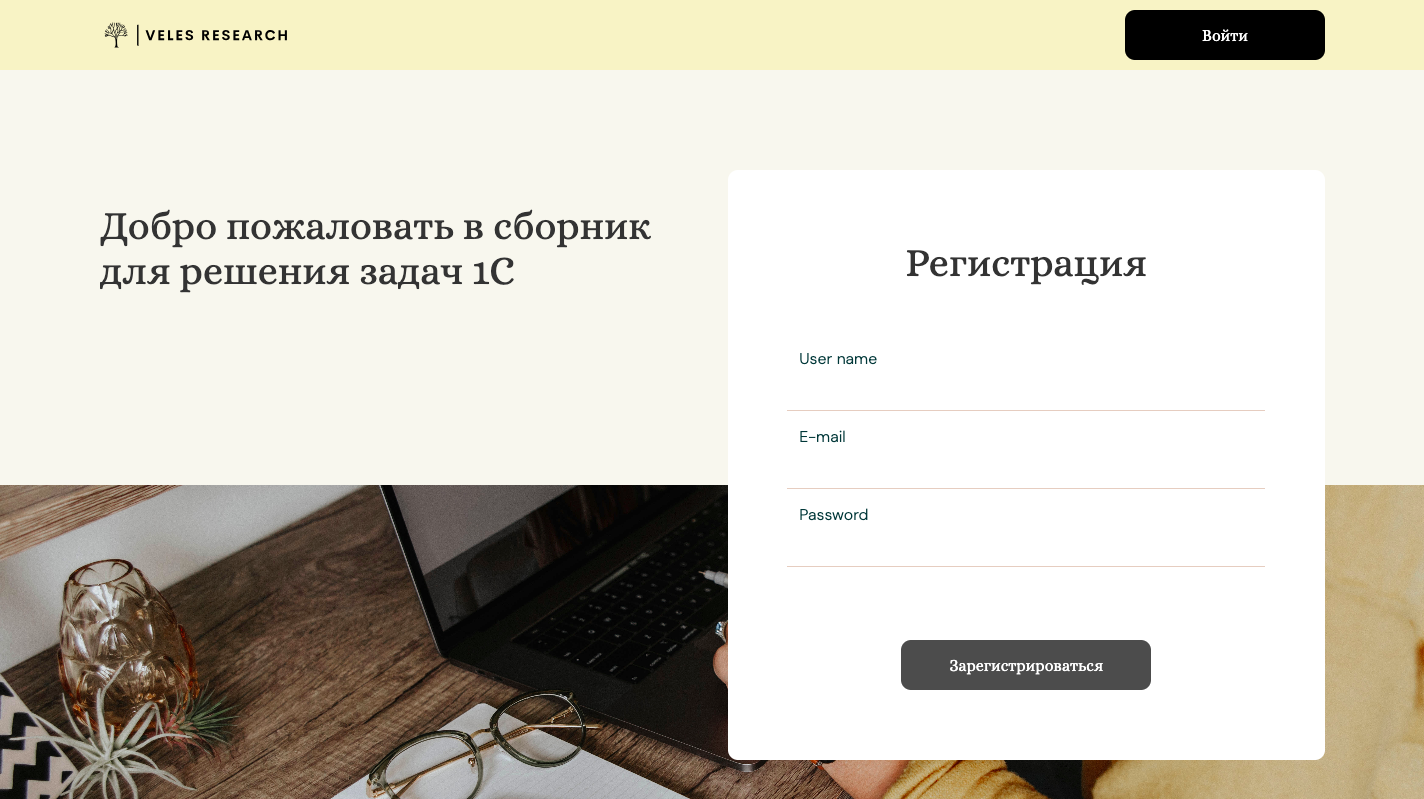 VELES RESEARCH
Войти
Добро пожаловать в сборник
для решения задач 1С
Регистрация
User name
E-mail
Password
Зарегистрироваться